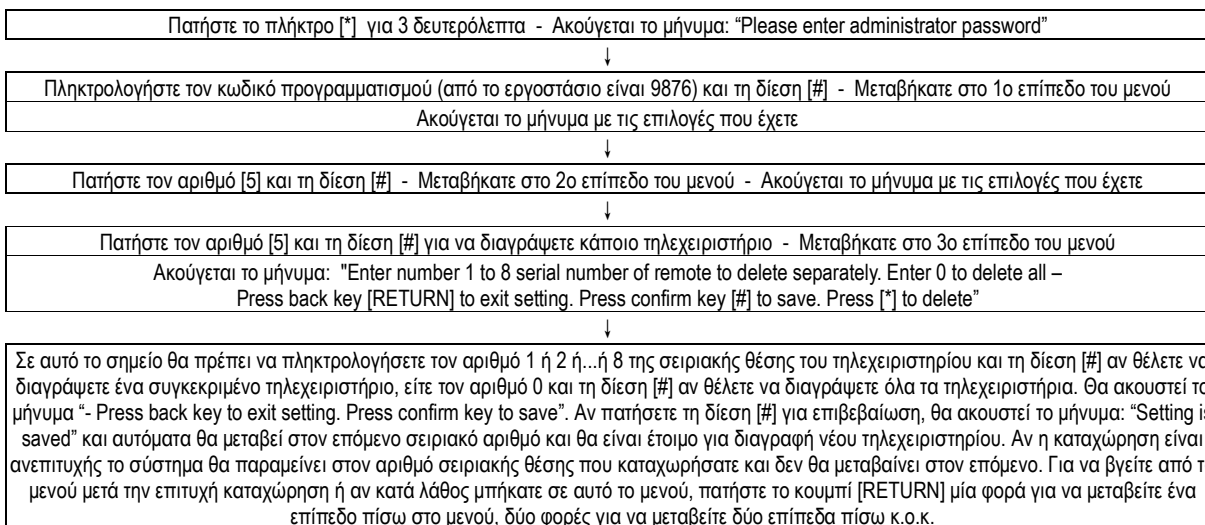 Πατήστε το πλήκτρο [*] για 3 δευτερόλεπτα - Ακούγεται το μήνυμα: “Please enter administrator password”
↓
Πληκτρολογήστε τον κωδικό προγραμματισμού (από το εργοστάσιο είναι 9876) και τη δίεση [#] - Μεταβήκατε στο 1ο επίπεδο του μενού
Ακούγεται το μήνυμα με τις επιλογές που έχετε
↓
Πατήστε τον αριθμό [5] και τη δίεση [#] - Μεταβήκατε στο 2ο επίπεδο του μενού - Ακούγεται το μήνυμα με τις επιλογές που έχετε
↓
Πατήστε τον αριθμό [5] και τη δίεση [#] για να διαγράψετε κάποιο τηλεχειριστήριο - Μεταβήκατε στο 3ο επίπεδο του μενού
Ακούγεται το μήνυμα: "Enter number 1 to 8 serial number of remote to delete separately. Enter 0 to delete all –
Press back key [RETURN] to exit setting. Press confirm key [#] to save. Press [*] to delete”
↓
Σε αυτό το σημείο θα πρέπει να πληκτρολογήσετε τον αριθμό 1 ή 2 ή...ή 8 της σειριακής θέσης του τηλεχειριστηρίου και τη δίεση [#] αν θέλετε να
διαγράψετε ένα συγκεκριμένο τηλεχειριστήριο, είτε τον αριθμό 0 και τη δίεση [#] αν θέλετε να διαγράψετε όλα τα τηλεχειριστήρια. Θα ακουστεί το
μήνυμα “- Press back key to exit setting. Press confirm key to save”. Αν πατήσετε τη δίεση [#] για επιβεβαίωση, θα ακουστεί το μήνυμα: “Setting is
saved” και αυτόματα θα μεταβεί στον επόμενο σειριακό αριθμό και θα είναι έτοιμο για διαγραφή νέου τηλεχειριστηρίου. Αν η καταχώρηση είναι
ανεπιτυχής το σύστημα θα παραμείνει στον αριθμό σειριακής θέσης που καταχωρήσατε και δεν θα μεταβαίνει στον επόμενο. Για να βγείτε από τ
μενού μετά την επιτυχή καταχώρηση ή αν κατά λάθος μπήκατε σε αυτό το μενού, πατήστε το κουμπί [RETURN] μία φορά για να μεταβείτε ένα
επίπεδο πίσω στο μενού, δύο φορές για να μεταβείτε δύο επίπεδα πίσω κ.ο.κ.